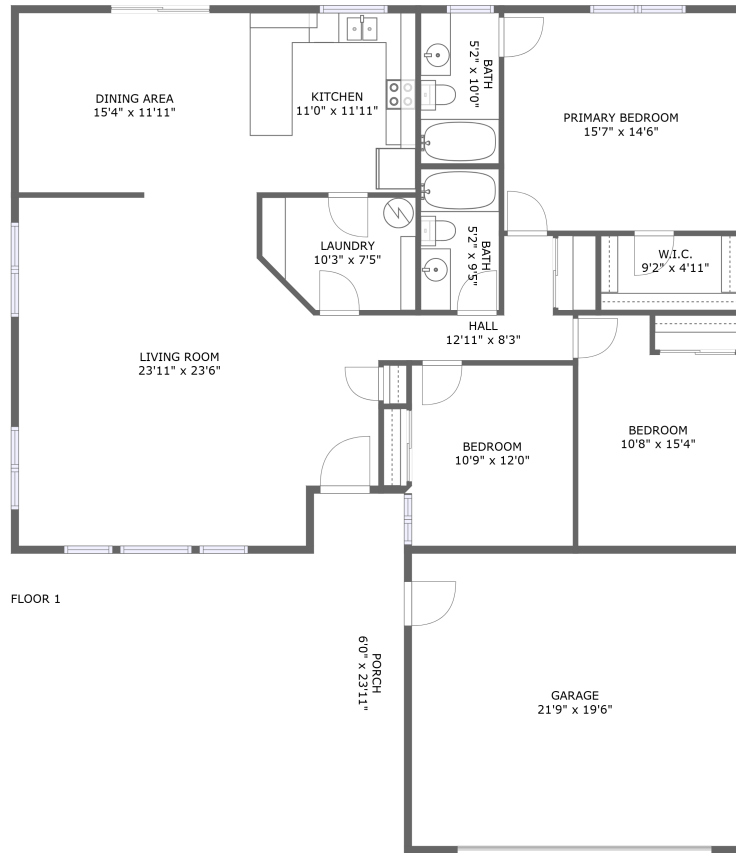 DINING AREA
15'4" x 11'11"
KITCHEN
11'0" x 11'11"
BATH
5'2" x 10'0"
PRIMARY BEDROOM
15'7" x 14'6"
LAUNDRY
10'3" x 7'5"
BATH
5'2" x 9'5"
W.I.C.
9'2" x 4'11"
HALL
12'11" x 8'3"
LIVING ROOM
23'11" x 23'6"
BEDROOM
10'9" x 12'0"
BEDROOM
10'8" x 15'4"
FLOOR 1
PORCH
6'0" x 23'11"
GARAGE
21'9" x 19'6"